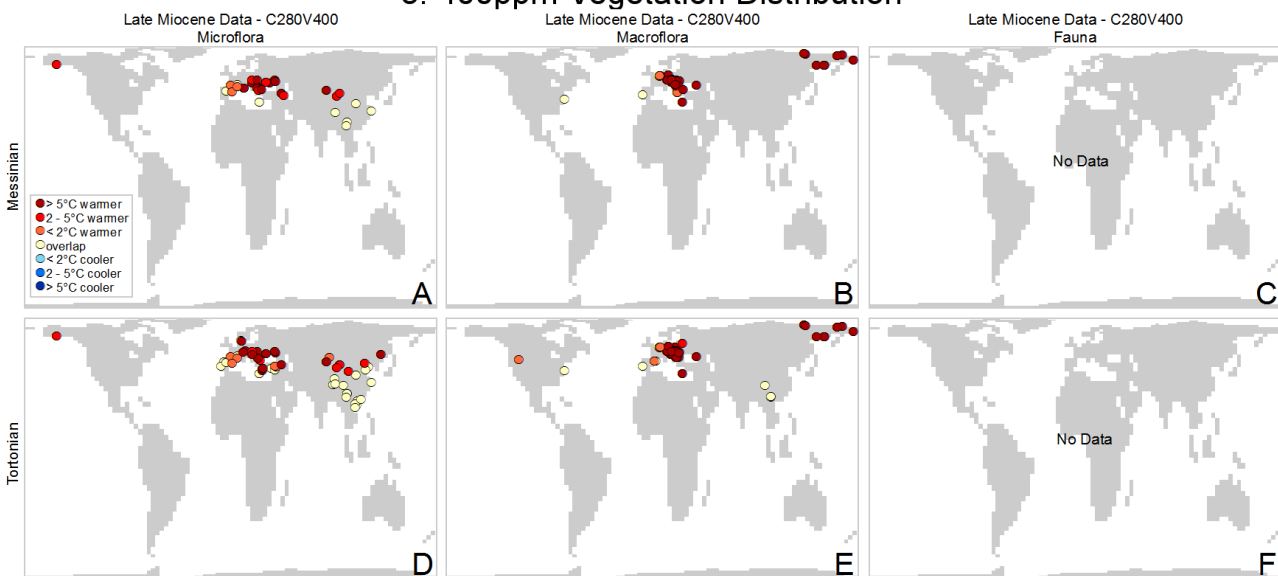 Late Miocene Data - C280V400
Microflora
Late Miocene Data - C280V400
Macroflora
Late Miocene Data - C280V400
Fauna
Messinian
> 5°C warmer
2 - 5°C warmer
< 2°C warmer
overlap
< 2°C cooler
2 - 5°C cooler
> 5°C cooler
A
B
No Data
C
Tortonian
D
E
No Data
F